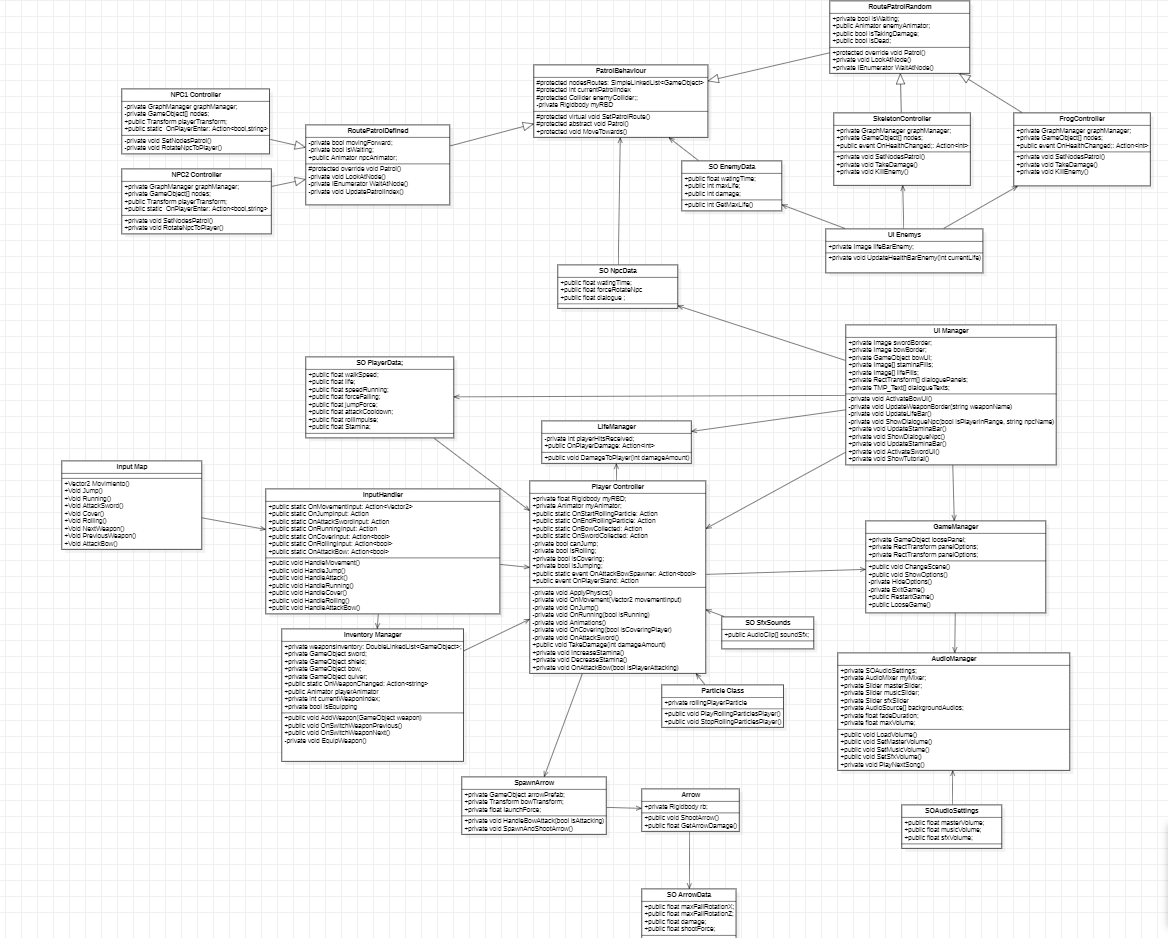 RoutePatrolRandom
+private bool isWaiting;
+public Animator enemyAnimator;
+public bool isTakingDamage;
+public bool isDead;
+protected override void Patrol()
+private void LookAtNode()
+private IEnumerator WaitAtNode()
PatrolBehaviour
#protected nodesRoutes: SimpleLinkedList<GameObject>
#protected int currentPatrolIndex
#protected Collider enemyCollider;;
-private Rigidbody myRBD
#protected virtual void SetPatrolRoute()
#protected abstract void Patrol()
+protected void MoveTowards()
NPC1 Controller
-private GraphManager graphManager;
-private GameObject[] nodes;
+public Transform playerTransform;
+public static OnPlayerEnter: Action<bool,string>
-private void SetNodesPatrol()
-private void RotateNpcToPlayer()
RoutePatrolDefined
-private bool movingForward;
-private bool isWaiting;
+public Animator npcAnimator;
#protected override void Patrol()
-private void LookAtNode()
-private IEnumerator WaitAtNode()
-private void UpdatePatrolIndex()
SkeletonController
+private GraphManager graphManager;
+private GameObject[] nodes;
+public event OnHealthChanged;: Action<int>
+private void SetNodesPatrol()
+private void TakeDamage()
+private void KillEnemy()
FrogController
+private GraphManager graphManager;
+private GameObject[] nodes;
+public event OnHealthChanged;: Action<int>
+private void SetNodesPatrol()
+private void TakeDamage()
+private void KillEnemy()
NPC2 Controller
+private GraphManager graphManager;
+private GameObject[] nodes;
+public Transform playerTransform;
+public static OnPlayerEnter: Action<bool,string>
+private void SetNodesPatrol()
+private void RotateNpcToPlayer()
SO EnemyData
+public float watingTime;
+public int maxLife;
+public int damage;
+public int GetMaxLife()
UI Enemys
+private Image lifeBarEnemy;
+private void UpdateHealthBarEnemy(int currentLife)
SO NpcData
+public float watingTime;
+public float forceRotateNpc
+public float dialogue ;
UI Manager
+private Image swordBorder;
+private Image bowBorder;
+private GameObject bowUI;
+private Image[] staminaFills;
+private Image[] lifeFills;
+private RectTransform[] dialoguePanels;
+private TMP_Text[] dialogueTexts;
-private void ActivateBowUI()
-private void UpdateWeaponBorder(string weaponName)
-private void UpdateLifeBar()
-private void ShowDialogueNpc(bool isPlayerInRange, string npcName)
+private void UpdateStaminaBar()
+private void ShowDialogueNpc()
+private void UpdateStaminaBar()
+private void ActivateSwordUI()
+private void ShowTutorial()
SO PlayerData;
+public float walkSpeed;
+public float life;
+public float speedRunning;
+public float forceFalling;
+public float jumpForce;
+public float attackCooldown;
+public float rollImpulse;
+public float Stamina;
LifeManager
-private int playerHitsReceived;
+public OnPlayerDamage: Action<int>
+public void DamageToPlayer(int damageAmount)
Input Map
+Vector2 Movimiento()
+Void Jump()
+Void Running()
+Void AttackSword()
+Void Cover()
+Void Rolling()
+Void NextWeapon()
+Void PreviousWeapon()
+Void AttackBow()
InputHandler
+public static OnMovementInput: Action<Vector2>
+public static OnJumpInput: Action
+public static OnAttackSwordInput: Action
+public static OnRunningInput: Action
+public static OnCoverInput: Action<bool>
+public static OnRollingInput: Action<bool>
+public static OnAttackBow: Action<bool>
+public void HandleMovement()
+public void HandleJump()
+public void HandleAttack()
+public void HandleRunning()
+public void HandleCover()
+public void HandleRolling()
+public void HandleAttackBow()
Player Controller
+private float Rigidbody myRBD;
+private Animator myAnimator;
+public static OnStartRollingParticle: Action
+public static OnEndRollingParticle: Action
+public static OnBowCollected: Action
+public static OnSwordCollected: Action
-private bool canJump;
-private bool isRolling;
+private bool isCovering;
+private bool isJumping;
+public static event OnAttackBowSpawner: Action<bool>
+public event OnPlayerStand: Action
-private void ApplyPhysics()
-private void OnMovement(Vector2 movementInput)
-private void OnJump()
-private void OnRunning(bool isRunning)
+private void Animations()
-private void OnCovering(bool isCoveringPlayer)
-private void OnAttackSword()
+public void TakeDamage(int damageAmount)
+private void IncreaseStamina()
+private void DecreaseStamina()
+private void OnAttackBow(bool isPlayerAttacking)
GameManager
+private GameObject loosePanel;
+private RectTransform panelOptions;
+private RectTransform panelOptions;
+public void ChangeScene()
+public void ShowOptions()
-private void HideOptions()
-private void ExitGame()
+public void RestartGame()
+public void LooseGame()
SO SfxSounds
+public AudioClip[] soundSfx;
Inventory Manager
+private weaponsInventory: DoubleLinkedList<GameObject>;
+private GameObject sword;
+private GameObject shield;
+private GameObject bow;
+private GameObject quiver;
+public static OnWeaponChanged: Action<string>
+public Animator playerAnimator
+private int currentWeaponIndex;
+private bool isEquipping
+public void AddWeapon(GameObject weapon)
+public void OnSwitchWeaponPrevious()
+public void OnSwitchWeaponNext()
-private void EquipWeapon()
AudioManager
+private SOAudioSettings;
+private AudioMixer myMixer;
+private Slider masterSlider;
+private Slider musicSlider;
+private Slider sfxSlider
+private AudioSource[] backgroundAudios;
+private float fadeDuration;
+private float maxVolume;
+public void LoadVolume()
+public void SetMasterVolume()
+public void SetMusicVolume()
+public void SetSfxVolume()
+private void PlayNextSong()
Particle Class
+private rollingPlayerParticle
+public void PlayRollingParticlesPlayer()
+public void StopRollingParticlesPlayer()
SpawnArrow
+private GameObject arrowPrefab;
+private Transform bowTransform;
+private float launchForce;
+private void HandleBowAttack(bool isAttacking)
+private void SpawnAndShootArrow()
Arrow
+private Rigidbody rb;
+public void ShootArrow()
+public float GetArrowDamage()
SOAudioSettings
+public float masterVolume;
+public float musicVolume;
+public float sfxVolume;
SO ArrowData
+public float maxFallRotationX;
+public float maxFallRotationZ;
+public float damage;
+public float shootForce;